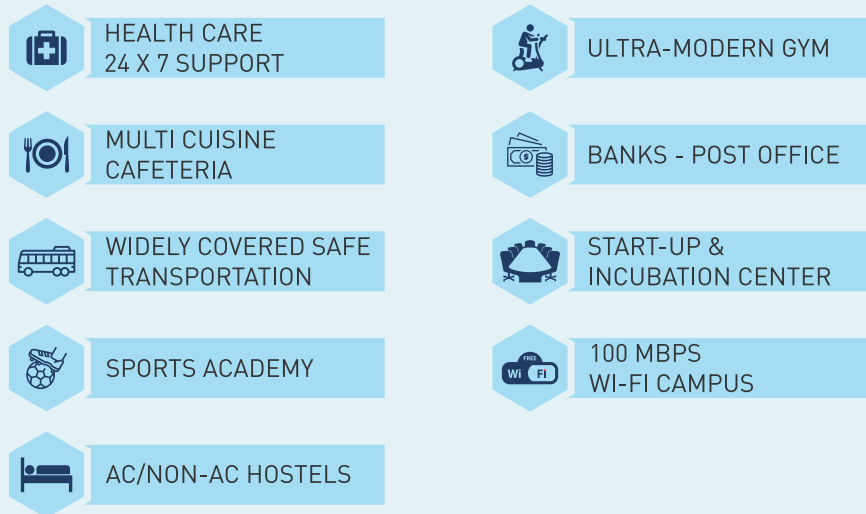 HEALTH CARE
24 X 7 SUPPORT
MULTI CUISINE
CAFETERIA
WIDELY COVERED SAFE
TRANSPORTATION
SPORTS ACADEMY
AC/NON-AC HOSTELS
ULTRA-MODERN GYM
BANKS - POST OFFICE
START-UP &
INCUBATION CENTER
FREE
Wi FI
100 MBPS
WI-FI CAMPUS